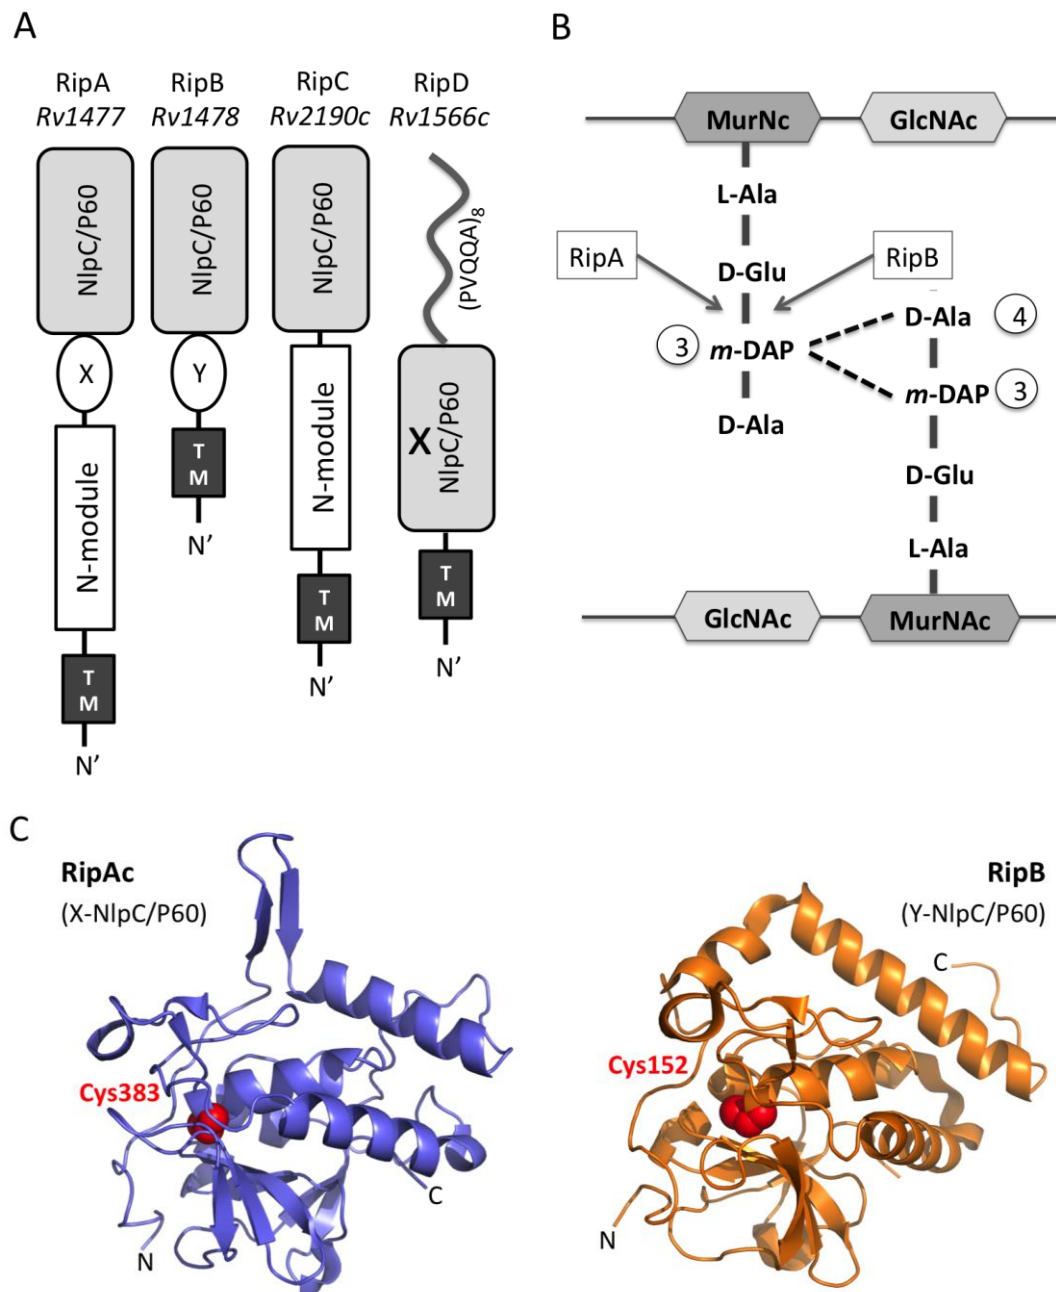 A
RipA
Rv1477
NlpC/P60
X
N-module
T
M
N’
RipB
Rv1478
NlpC/P60
Y
T
M
N’
RipC
Rv2190c
NlpC/P60
N-module
T
M
N’
RipD
Rv1566c
(PVQQA)8
X
NlpC/P60
T
M
N’
B
MurNc
GlcNAc
L-Ala
RipA
D-Glu
RipB
3
m-DAP
D-Ala
D-Ala
4
m-DAP
3
D-Glu
L-Ala
GlcNAc
MurNAc
C
RipAc
(X-NlpC/P60)
Cys383
C
N
RipB
(Y-NlpC/P60)
C
Cys152
N